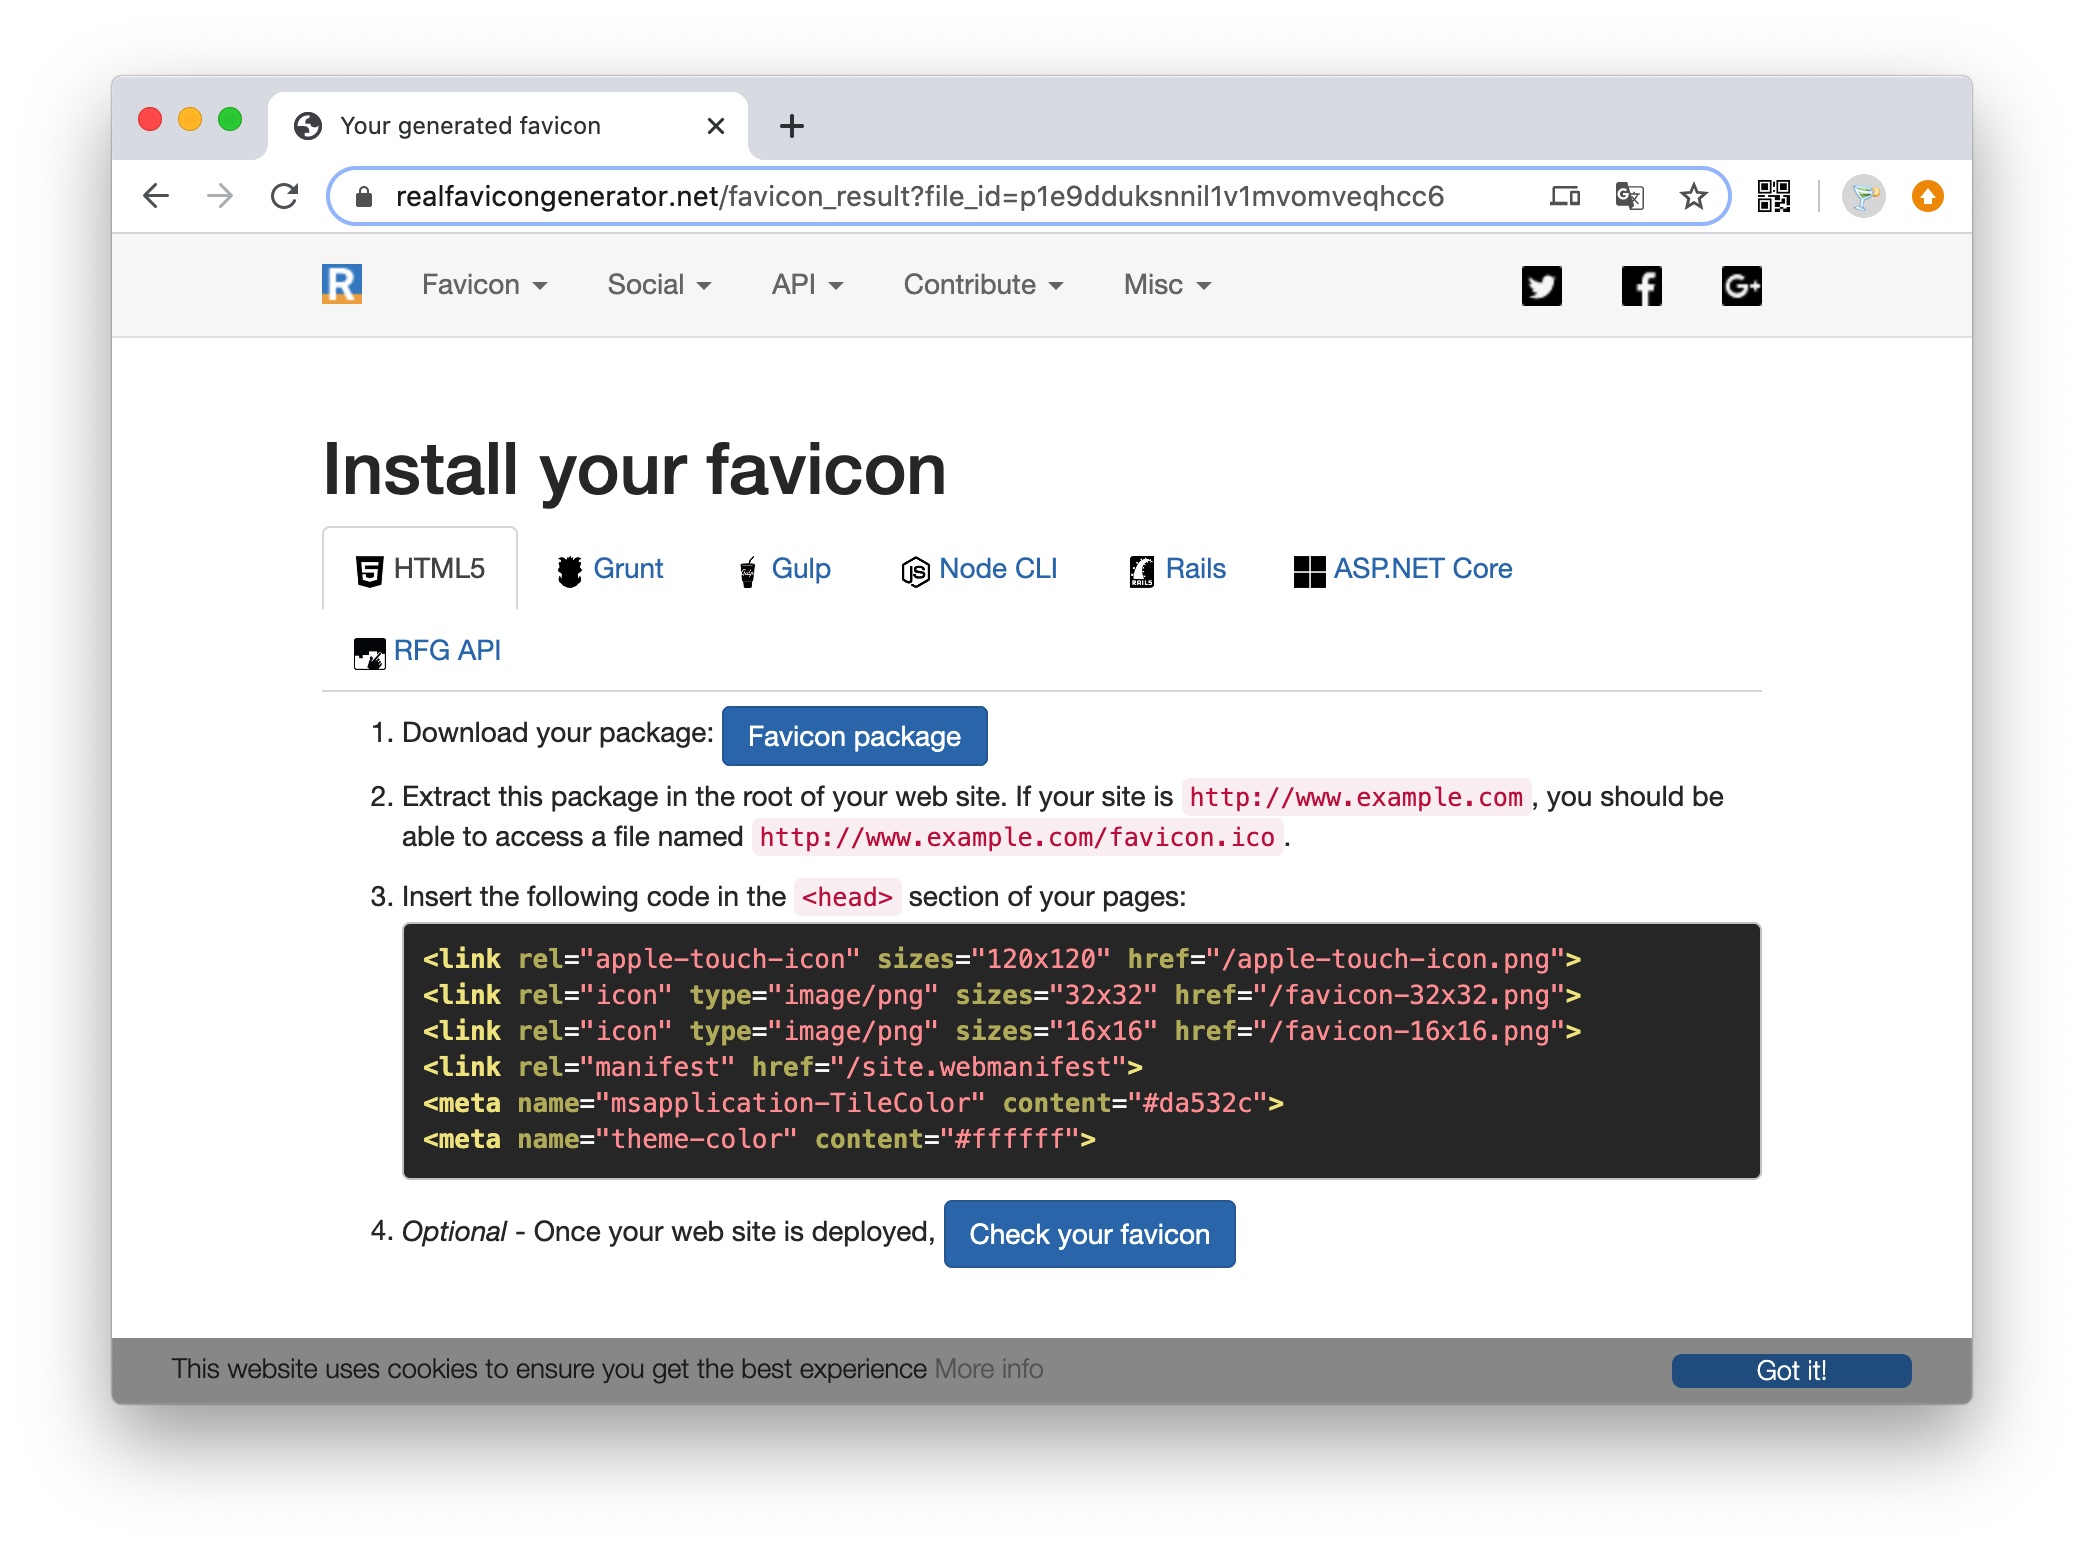 Your generated favicon
realfavicongenerator.net/favicon_result?file_id=p1e9dduksnnil1v1mvomveqhcc6
R Favicon Social API Contribute Misc G+
Install your favicon
HTML5 Grunt Gulp Node CLI Rails ASP.NET Core
RFG API
1. Download your package: Favicon package
2. Extract this package in the root of your web site. If your site is http://www.example.com , you should be
able to access a file named http://www.example.com/favicon.ico .
3. Insert the following code in the <head> section of your pages:
<link rel="apple-touch-icon" sizes="120x120" href="/apple-touch-icon.png">
<link rel="icon" type="image/png" sizes="32x32" href="/favicon-32x32.png">
<link rel="icon" type="image/png" sizes="16x16" href="/favicon-16x16.png">
<link rel="manifest" href="/site.webmanifest">
<meta name="msapplication-TileColor" content="#da532c">
<meta name="theme-color" content="#ffffff">
4. Optional - Once your web site is deployed, Check your favicon
This website uses cookies to ensure you get the best experience More info Got it!